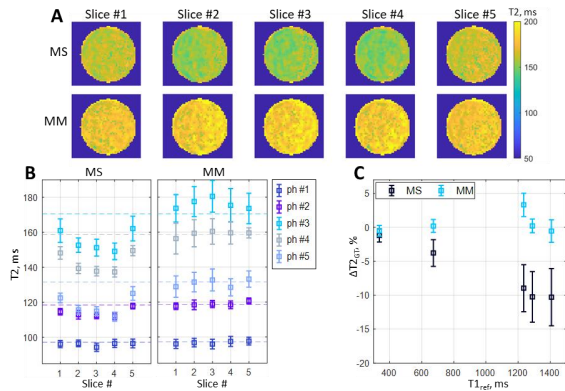 A
Slice #1 Slice #2 Slice #3 Slice #4 Slice #5
T2, ms
MS
MM
200
150
100
50
B
MS MM
T2, ms
160
140
120
100
1 2 3 4 5 1 2 3 4 5
Slice # Slice #
ph #1
ph #2
ph #3
ph #4
ph #5
C
MS MM
ΔT2GT, %
5
0
-5
-10
-15
400 600 800 1000 1200 1400
T1ref, ms